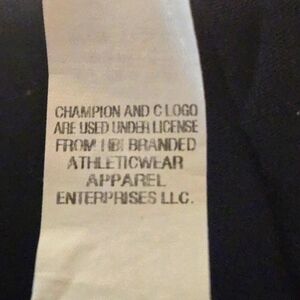 CHAMPION AND C LOGO
ARE USED UNDER LICENSE
FROM HBI BRANDED
ATHLETICWEAR
APPAREL
ENTERPRISES LLC.